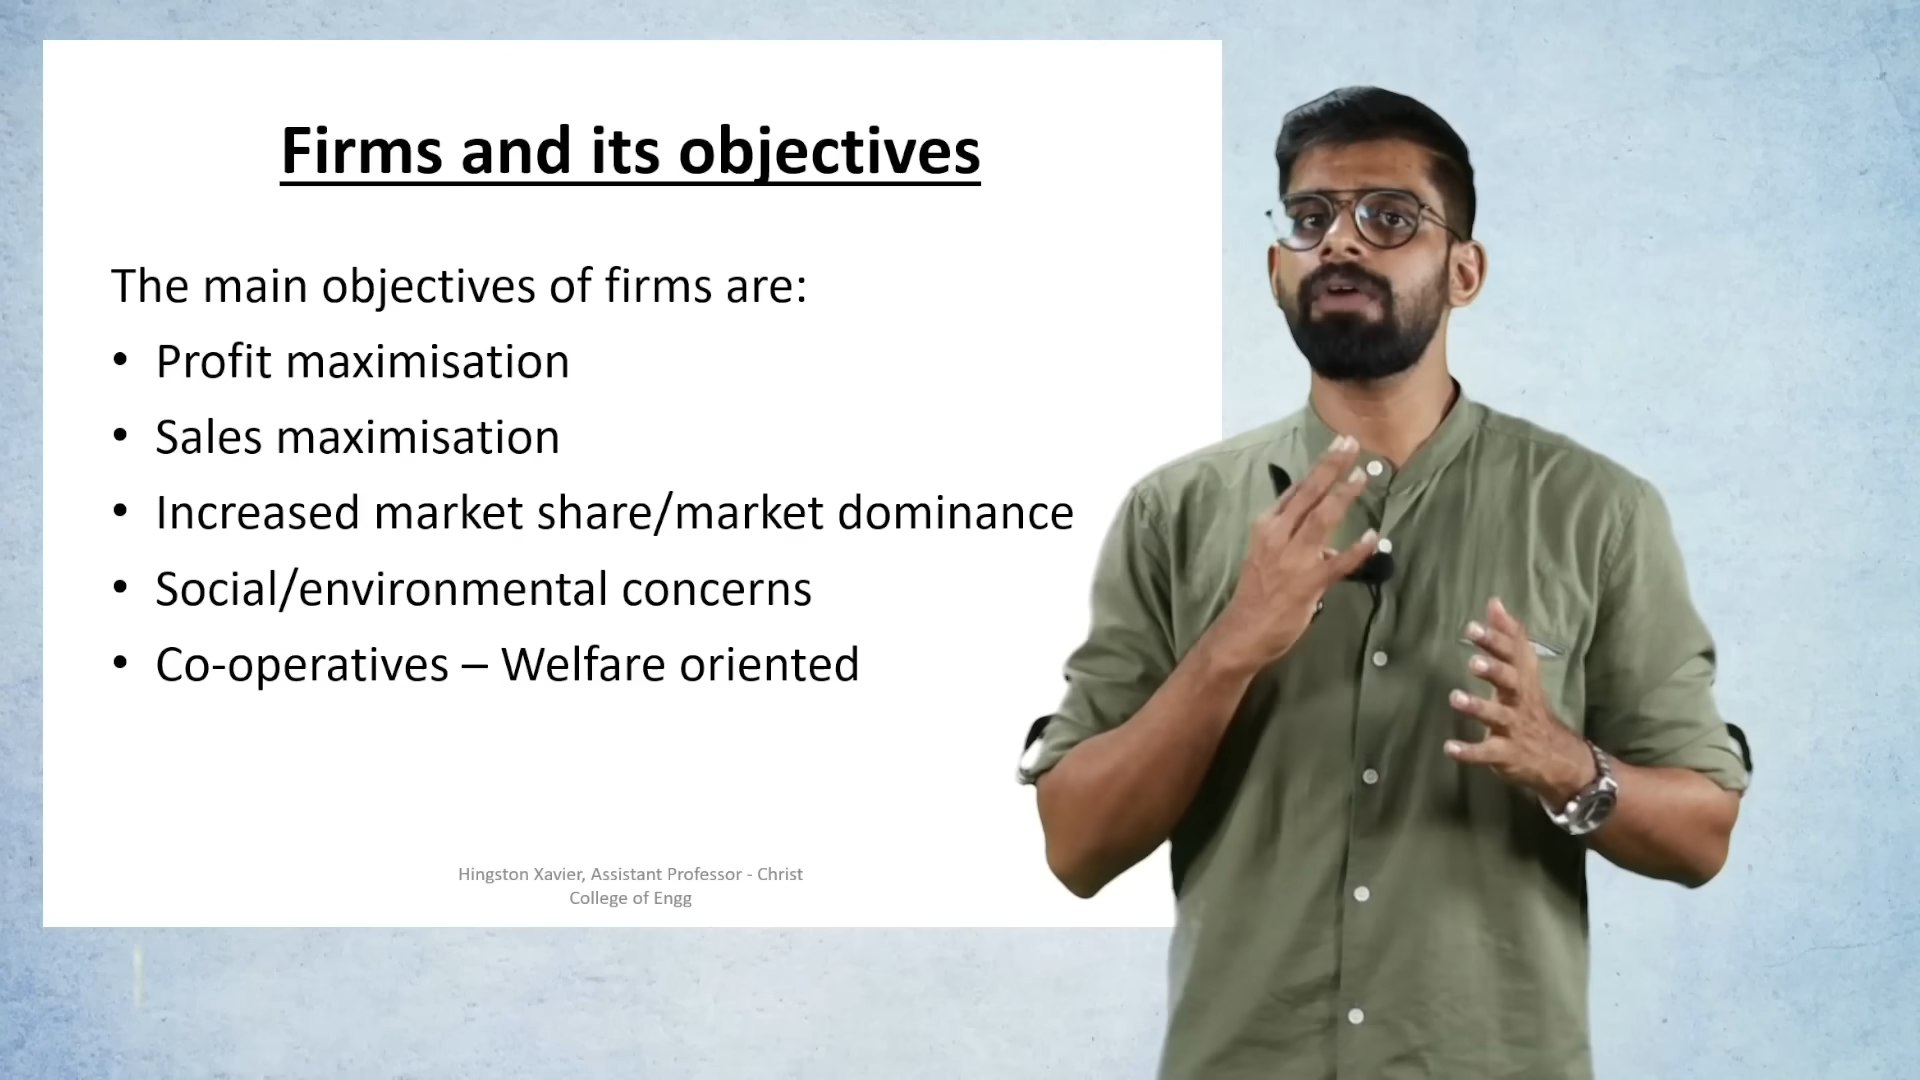 Firms and its objectives
The main objectives of firms are:
• Profit maximisation
• Sales maximisation
• Increased market share/market dominance
• Social/environmental concerns
• Co-operatives – Welfare oriented
Hingston Xavier, Assistant Professor - Christ
College of Engg